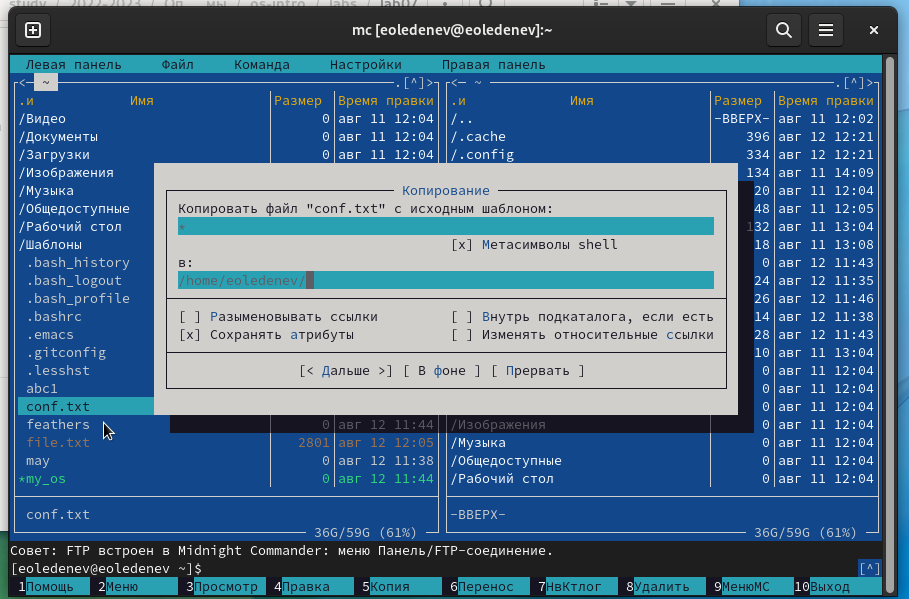 study / 2022-2023 / Оп мы / os-intro / labs / lab07
mc [eoledenev@eoledenev]:~
Левая панель Файл Команда Настройки Правая панель
<— ~ .[^]> <— ~ .[^]>
.и Имя Размер Время правки .и Имя Размер Время правки
/Видео 0 авг 11 12:04 /.. -ВВЕРХ- авг 11 12:02
/Документы 0 авг 11 12:04 /.cache 396 авг 12 12:21
/Загрузки 0 авг 11 12:04 /.config 334 авг 12 12:21
/Изображения 134 авг 11 14:09
/Музыка Копирование 20 авг 11 12:04
/Общедоступные Копировать файл "conf.txt" с исходным шаблоном: 48 авг 11 12:05
/Рабочий стол * 132 авг 11 13:04
/Шаблоны [x] Метасимволы shell 18 авг 11 13:08
.bash_history в: 0 авг 12 11:43
.bash_logout /home/eoledenev/ 24 авг 12 11:35
.bash_profile 26 авг 12 11:46
.bashrc [ ] Разыменовывать ссылки [ ] Внутрь подкаталога, если есть 14 авг 12 11:38
.emacs [x] Сохранять атрибуты [ ] Изменять относительные ссылки 28 авг 12 11:43
.gitconfig 10 авг 11 13:04
.lesshst [< Дальше >] [ В фоне ] [ Прервать ] 0 авг 11 12:04
abc1 0 авг 11 12:04
conf.txt 0 авг 11 12:04
feathers 0 авг 12 11:44 /Изображения 0 авг 11 12:04
file.txt 2801 авг 12 12:05 /Музыка 0 авг 11 12:04
may 0 авг 12 11:38 /Общедоступные 0 авг 11 12:04
*my_os 0 авг 12 11:44 /Рабочий стол 0 авг 11 12:04
conf.txt -ВВЕРХ-
36G/59G (61%) 36G/59G (61%)
Совет: FTP встроен в Midnight Commander: меню Панель/FTP-соединение.
[eoledenev@eoledenev ~]$ [^]
1Помощь 2Меню 3Просмотр 4Правка 5Копия 6Перенос 7НвКтлог 8Удалить 9МенюМС 10Выход